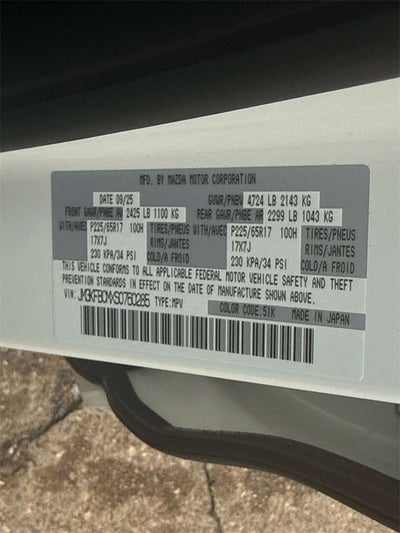 MFD. BY MAZDA MOTOR CORPORATION
DATE 09/25 GVWR/PNBV 4724 LB 2143 KG
FRONT GAWR/PNBE AV 2425 LB 1100 KG REAR GAWR/PNBE AR 2299 LB 1043 KG
WITH/AVEC P225/65R17 100H TIRES/PNEUS WITH/AVEC P225/65R17 100H TIRES/PNEUS
17X7J RIMS/JANTES 17X7J RIMS/JANTES
230 KPA/34 PSI COLD/A FROID 230 KPA/34 PSI COLD/A FROID
THIS VEHICLE CONFORMS TO ALL APPLICABLE FEDERAL MOTOR VEHICLE SAFETY AND THEFT
PREVENTION STANDARDS IN EFFECT ON THE DATE OF MANUFACTURE SHOWN ABOVE.
VIN: TYPE:MPV COLOR CODE:51K MADE IN JAPAN